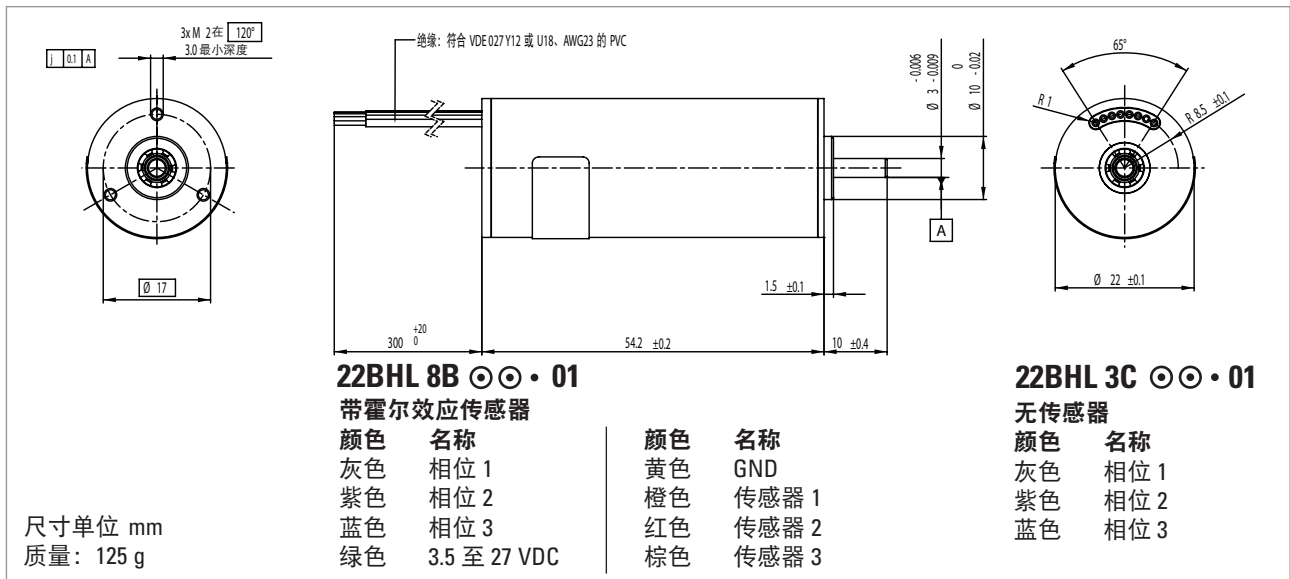 3x M 2在 120°
3.0 最小深度
j 0.1 A
Ø 17
绝缘：符合 VDE 027 Y12 或 U18、AWG23 的 PVC
Ø 3 -0.006 -0.009
Ø 10 0 -0.02
A
1.5 ±0.1
300 +20 0
54.2 ±0.2
10 ±0.4
65°
R 1
R 8.5 ±0.1
Ø 22 ±0.1
22BHL 8B ⊙⊙ • 01
带霍尔效应传感器
颜色 名称
灰色 相位 1
紫色 相位 2
蓝色 相位 3
绿色 3.5 至 27 VDC
颜色 名称
黄色 GND
橙色 传感器 1
红色 传感器 2
棕色 传感器 3
22BHL 3C ⊙⊙ • 01
无传感器
颜色 名称
灰色 相位 1
紫色 相位 2
蓝色 相位 3
尺寸单位 mm
质量：125 g